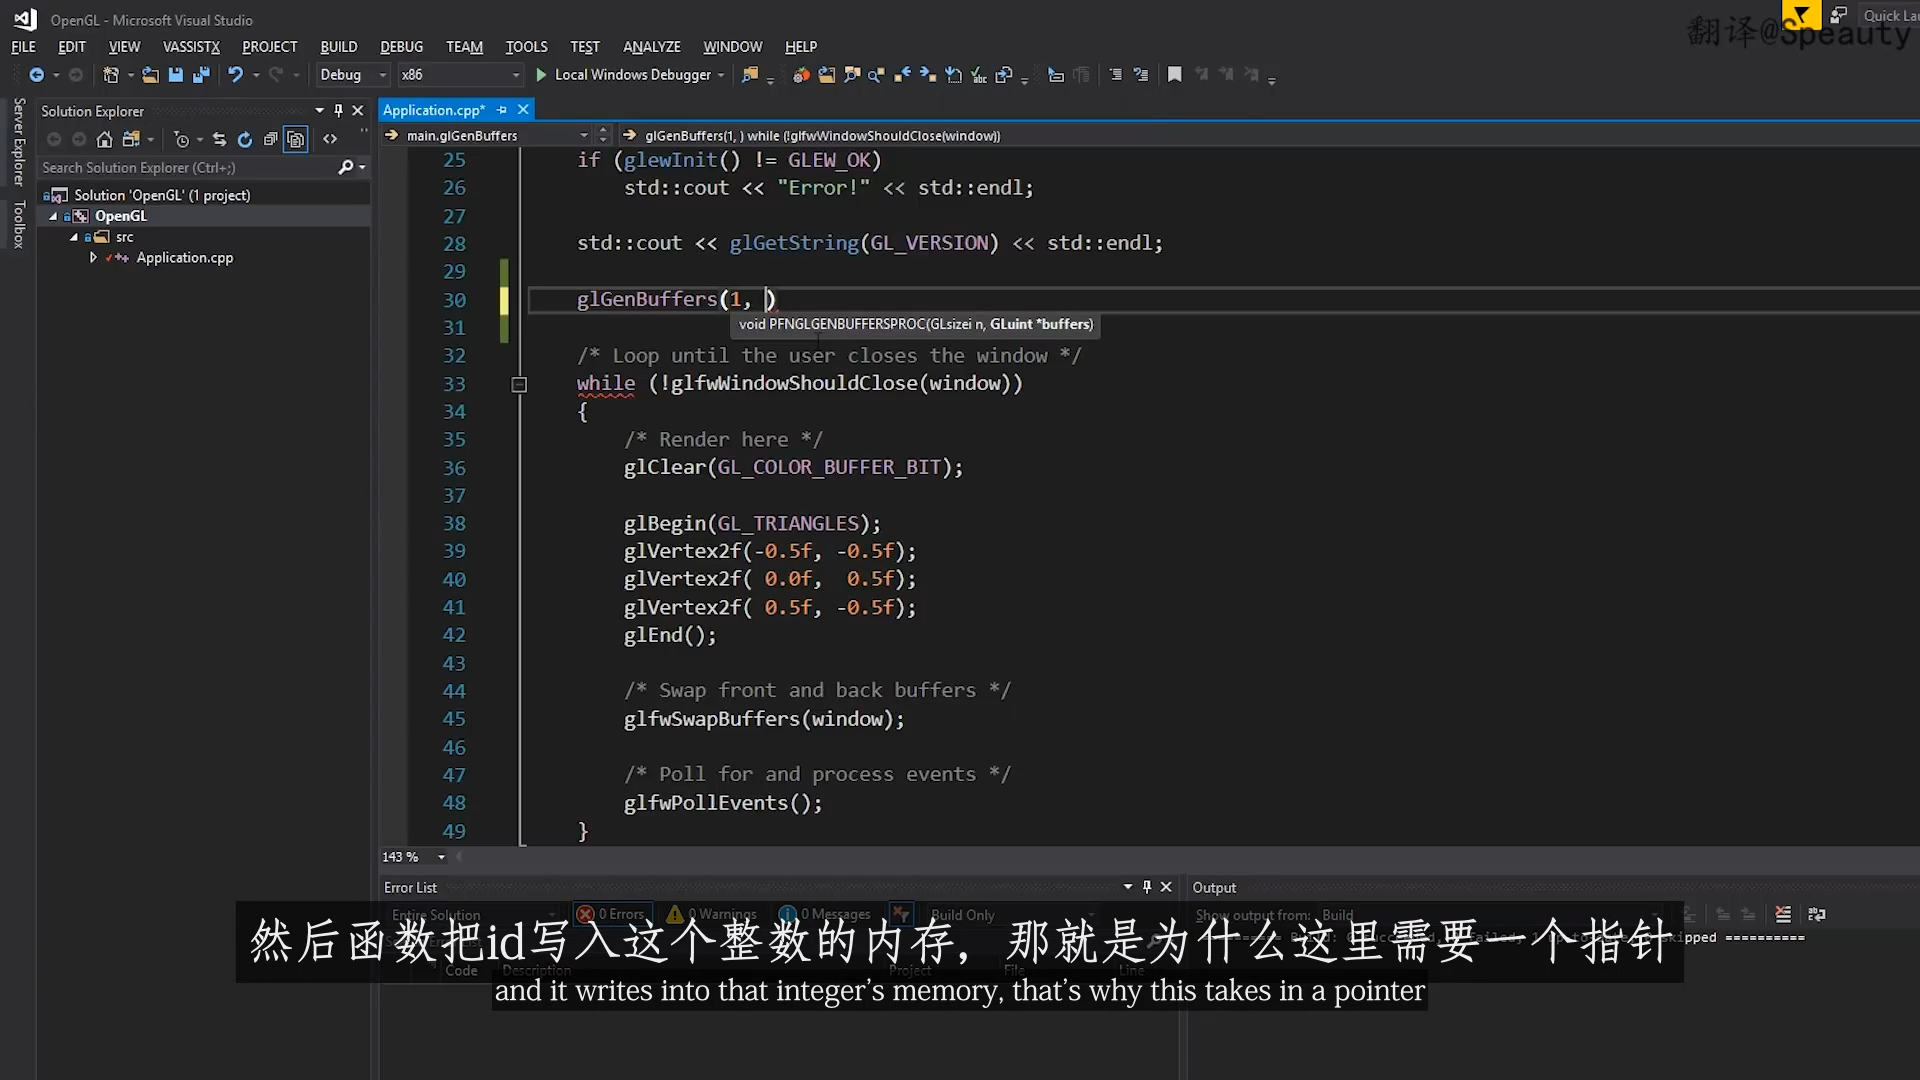 OpenGL - Microsoft Visual Studio
Quick Lau
翻译@Speauty
FILE EDIT VIEW VASSISTX PROJECT BUILD DEBUG TEAM TOOLS TEST ANALYZE WINDOW HELP
Debug x86 Local Windows Debugger
Server Explorer
Toolbox
Solution Explorer
Search Solution Explorer (Ctrl+;)
Solution 'OpenGL' (1 project)
OpenGL
src
Application.cpp
Application.cpp*
main.glGenBuffers
glGenBuffers(1, ) while (!glfwWindowShouldClose(window))
25 if (glewInit() != GLEW_OK)
26 std::cout << "Error!" << std::endl;
27
28 std::cout << glGetString(GL_VERSION) << std::endl;
29
30 glGenBuffers(1, )
void PFNGLGENBUFFERSPROC(GLsizei n, GLuint *buffers)
31
32 /* Loop until the user closes the window */
33 while (!glfwWindowShouldClose(window))
34 {
35 /* Render here */
36 glClear(GL_COLOR_BUFFER_BIT);
37
38 glBegin(GL_TRIANGLES);
39 glVertex2f(-0.5f, -0.5f);
40 glVertex2f( 0.0f, 0.5f);
41 glVertex2f( 0.5f, -0.5f);
42 glEnd();
43
44 /* Swap front and back buffers */
45 glfwSwapBuffers(window);
46
47 /* Poll for and process events */
48 glfwPollEvents();
49 }
143 %
Error List
Entire Solution 0 Errors 0 Warnings 0 Messages Build Only
Code Description Project File Line
Output
Show output from: Build
skipped ==========
然后函数把id写入这个整数的内存，那就是为什么这里需要一个指针
and it writes into that integer's memory, that's why this takes in a pointer